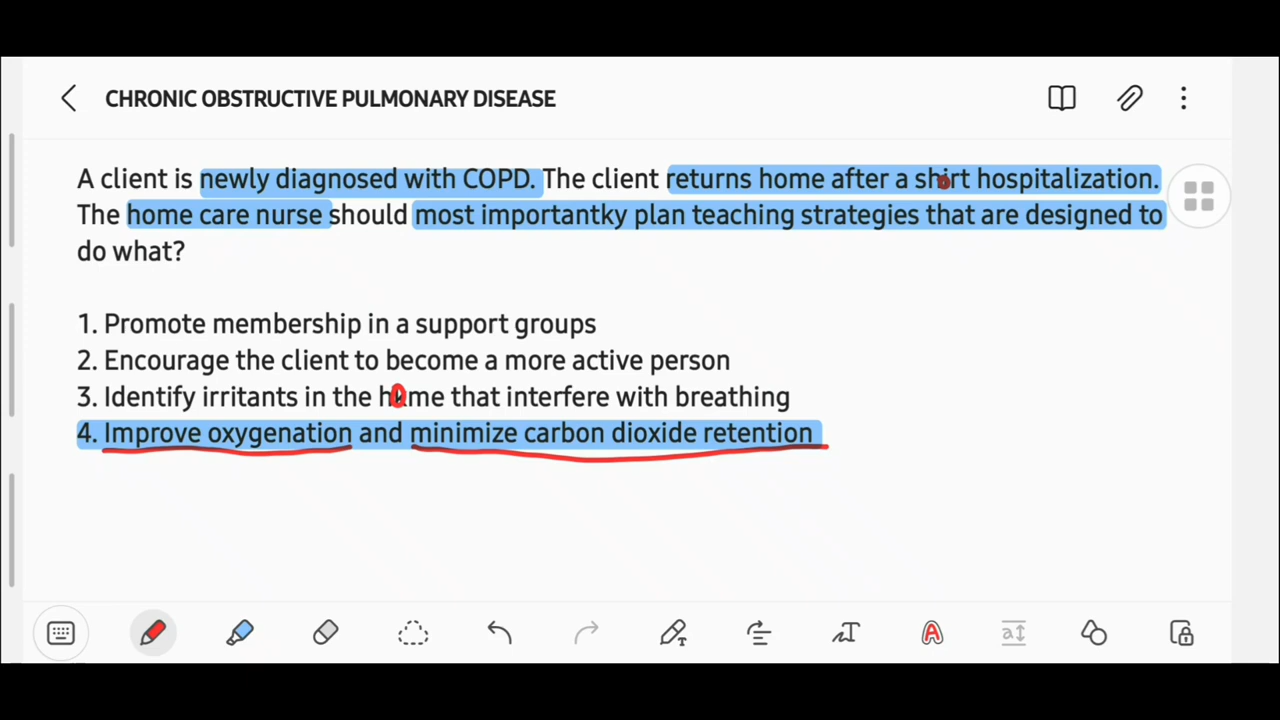 CHRONIC OBSTRUCTIVE PULMONARY DISEASE
A client is newly diagnosed with COPD. The client returns home after a short hospitalization.
The home care nurse should most importantky plan teaching strategies that are designed to
do what?
1. Promote membership in a support groups
2. Encourage the client to become a more active person
3. Identify irritants in the home that interfere with breathing
4. Improve oxygenation and minimize carbon dioxide retention